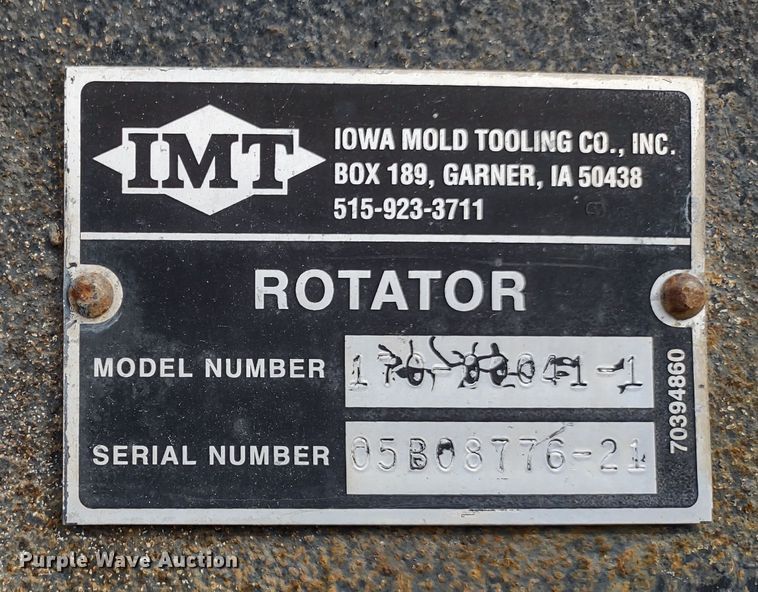 IMT
IOWA MOLD TOOLING CO., INC.
BOX 189, GARNER, IA 50438
515-923-3711
ROTATOR
MODEL NUMBER
SERIAL NUMBER 05B08776-21
70394860
Purple Wave Auction